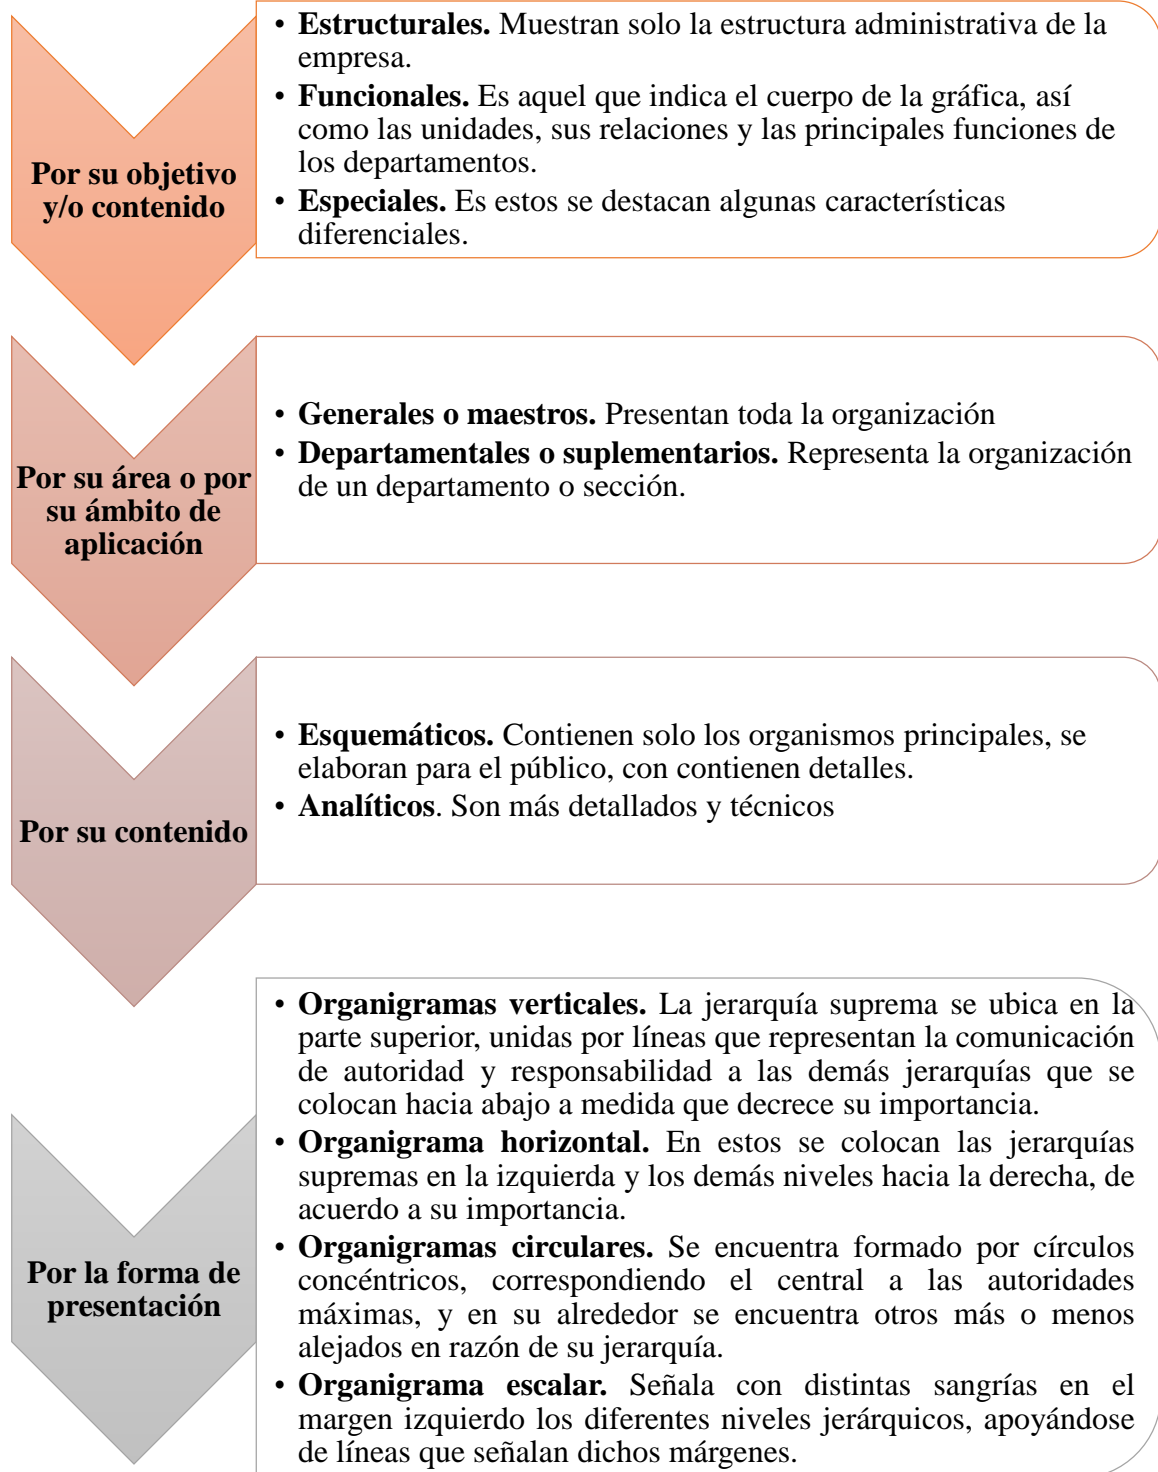 Por su objetivo
y/o contenido
• Estructurales. Muestran solo la estructura administrativa de la
empresa.
• Funcionales. Es aquel que indica el cuerpo de la gráfica, así
como las unidades, sus relaciones y las principales funciones de
los departamentos.
• Especiales. Es estos se destacan algunas características
diferenciales.
Por su área o por
su ámbito de
aplicación
• Generales o maestros. Presentan toda la organización
• Departamentales o suplementarios. Representa la organización
de un departamento o sección.
Por su contenido
• Esquemáticos. Contienen solo los organismos principales, se
elaboran para el público, con contienen detalles.
• Analíticos. Son más detallados y técnicos
Por la forma de
presentación
• Organigramas verticales. La jerarquía suprema se ubica en la
parte superior, unidas por líneas que representan la comunicación
de autoridad y responsabilidad a las demás jerarquías que se
colocan hacia abajo a medida que decrece su importancia.
• Organigrama horizontal. En estos se colocan las jerarquías
supremas en la izquierda y los demás niveles hacia la derecha, de
acuerdo a su importancia.
• Organigramas circulares. Se encuentra formado por círculos
concéntricos, correspondiendo el central a las autoridades
máximas, y en su alrededor se encuentra otros más o menos
alejados en razón de su jerarquía.
• Organigrama escalar. Señala con distintas sangrías en el
margen izquierdo los diferentes niveles jerárquicos, apoyándose
de líneas que señalan dichos márgenes.